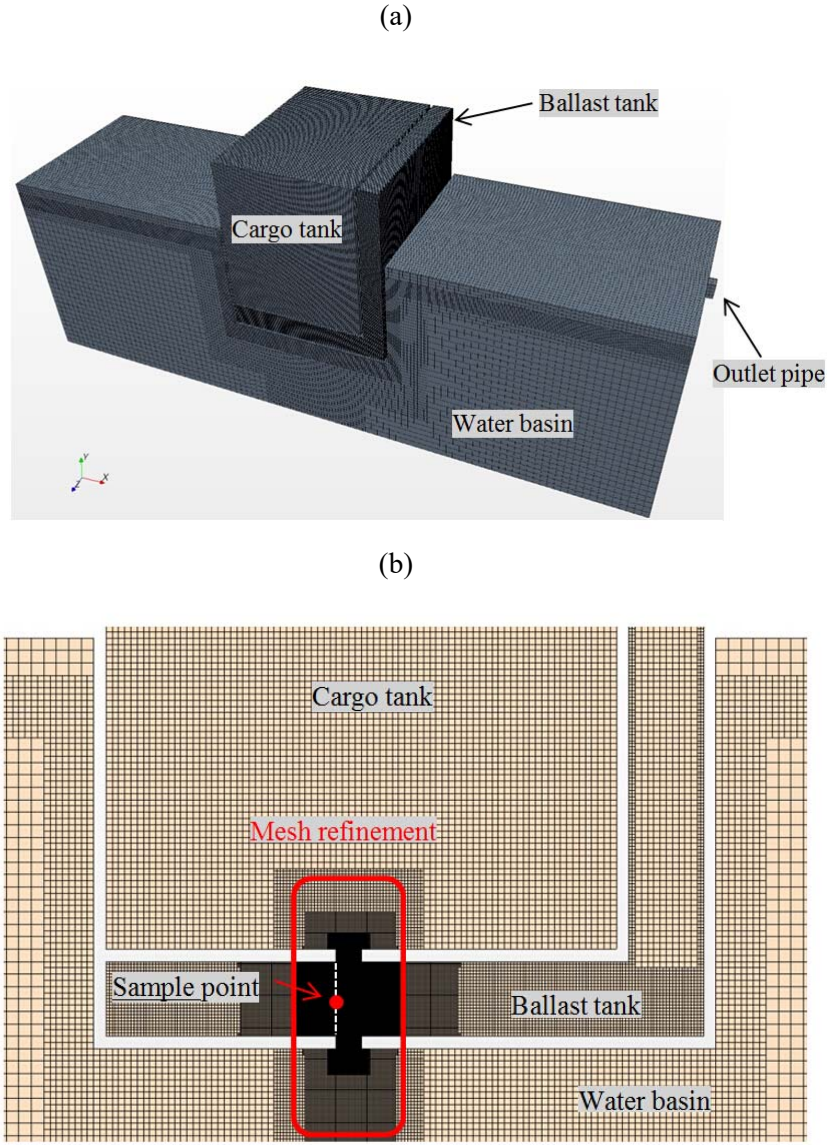 (a)
Ballast tank
Cargo tank
Outlet pipe
Water basin
Y
X
Z
(b)
Cargo tank
Mesh refinement
Sample point
Ballast tank
Water basin